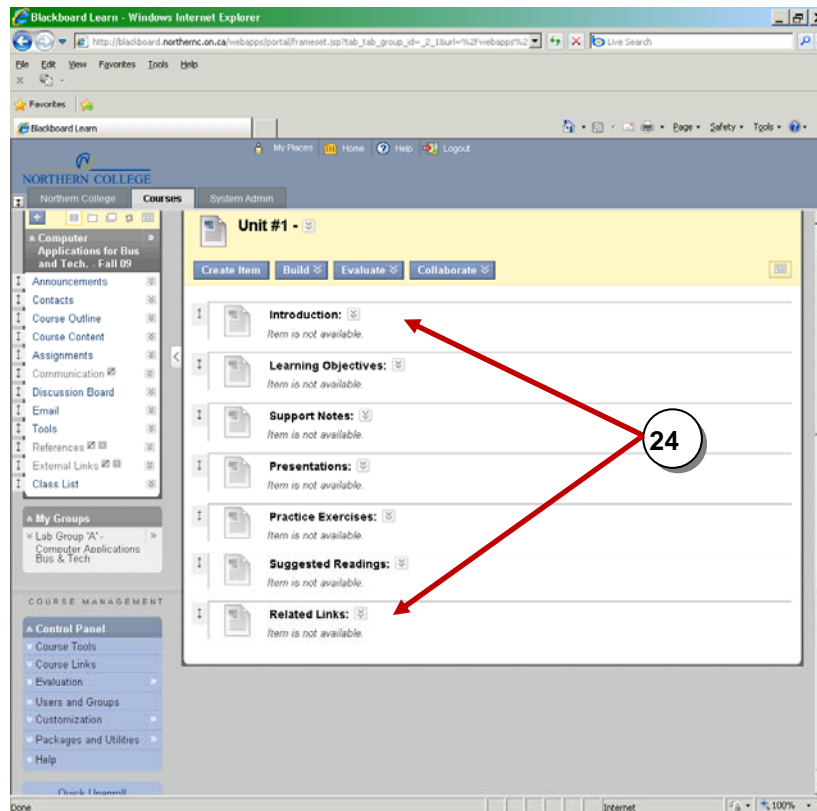 Blackboard Learn - Windows Internet Explorer
http://blackboard.northernc.on.ca/webapps/portal/frameset.jsp?tab_tab_group_id=_2_1&url=%2Fwebapps%2
Live Search
File Edit View Favorites Tools Help
x
Favorites
Blackboard Learn
Page Safety Tools
My Places Home Help Logout
NORTHERN COLLEGE
Northern College Courses System Admin
Computer
Applications for Bus
and Tech. - Fall 09
Announcements
Contacts
Course Outline
Course Content
Assignments
Communication
Discussion Board
Email
Tools
References
External Links
Class List
My Groups
Lab Group 'A' -
Computer Applications
Bus & Tech
COURSE MANAGEMENT
Control Panel
Course Tools
Course Links
Evaluation
Users and Groups
Customization
Packages and Utilities
Help
Quick Unenroll
Unit #1 -
Create Item Build Evaluate Collaborate
Introduction:
Item is not available.
Learning Objectives:
Item is not available.
Support Notes:
Item is not available.
Presentations:
Item is not available.
Practice Exercises:
Item is not available.
Suggested Readings:
Item is not available.
Related Links:
Item is not available.
24
Done
Internet
100%